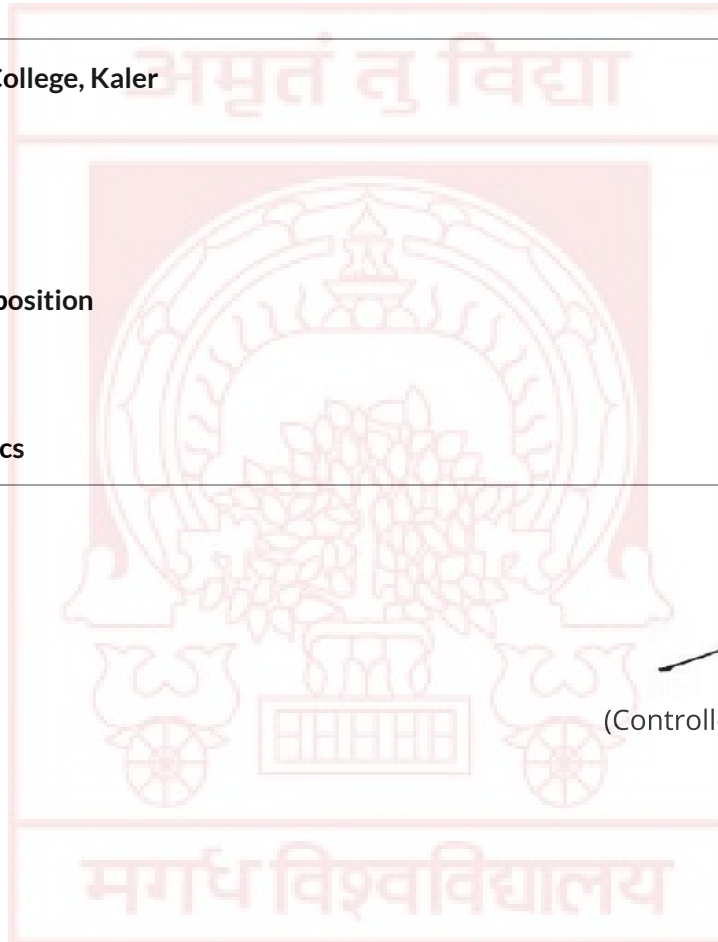 अमृतं तु विद्या
College, Kaler
position
cs
(Controll
मगध विश्वविद्यालय